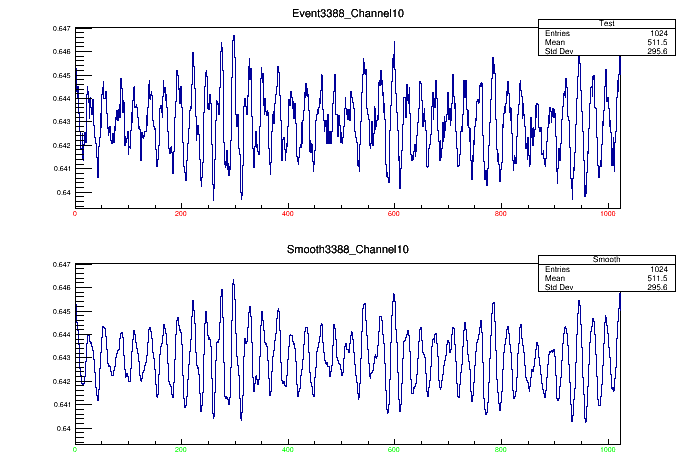 Event3388_Channel10
Test
Entries 1024
Mean 511.5
Std Dev 295.6
0.647
0.646
0.645
0.644
0.643
0.642
0.641
0.64
0 200 400 600 800 1000
Smooth3388_Channel10
Smooth
Entries 1024
Mean 511.5
Std Dev 295.6
0.647
0.646
0.645
0.644
0.643
0.642
0.641
0.64
0 200 400 600 800 1000